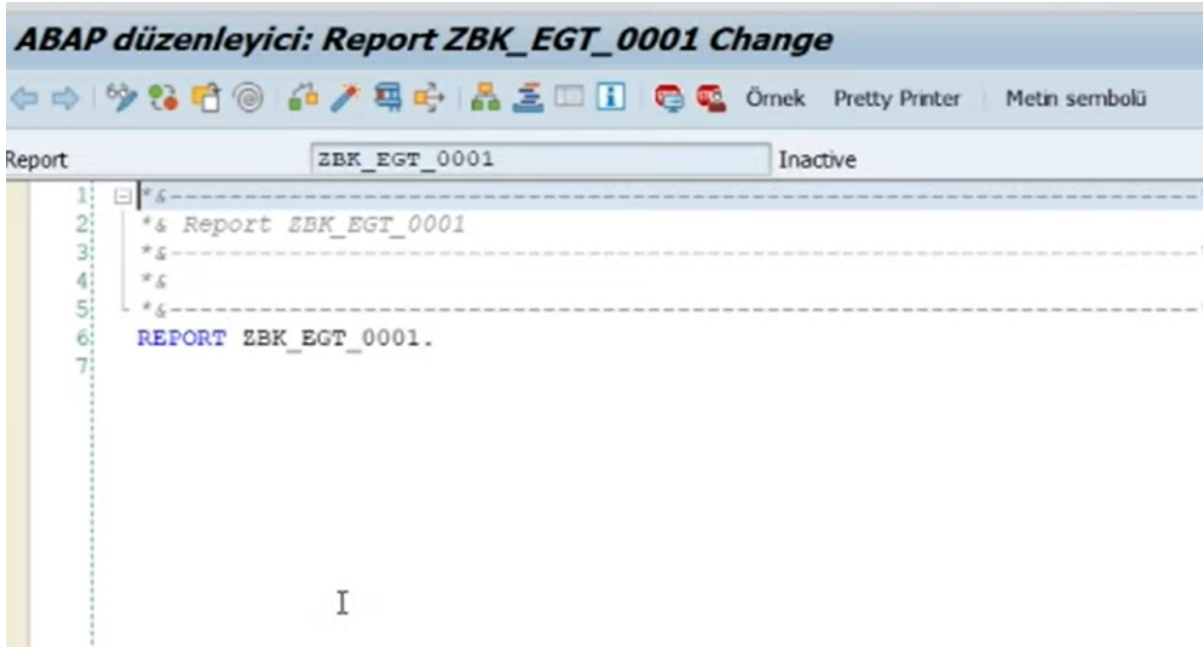 ABAP düzenleyici: Report ZBK_EGT_0001 Change
Örnek Pretty Printer Metin sembolü
Report ZBK_EGT_0001 Inactive
1 *&---------------------------------------------------------------------
2 *& Report ZBK_EGT_0001
3 *&---------------------------------------------------------------------
4 *&
5 *&---------------------------------------------------------------------
6 REPORT ZBK_EGT_0001.
7